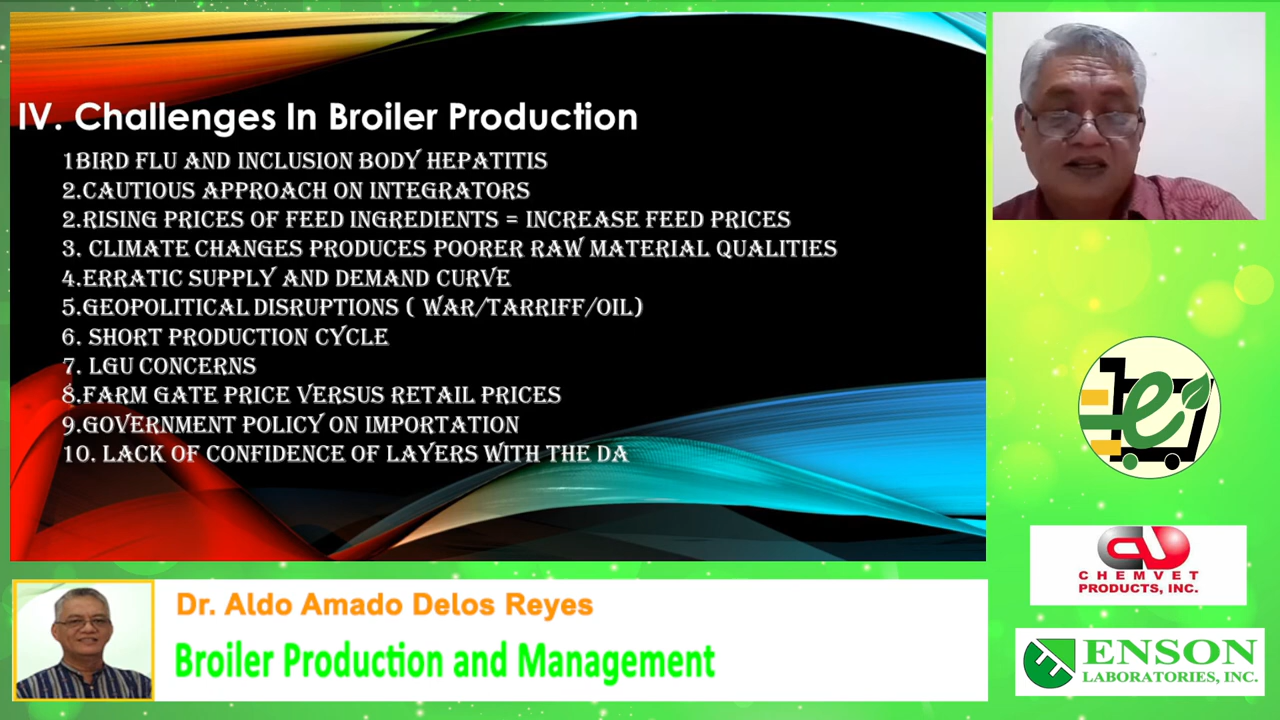 IV. Challenges In Broiler Production
1BIRD FLU AND INCLUSION BODY HEPATITIS
2.CAUTIOUS APPROACH ON INTEGRATORS
2.RISING PRICES OF FEED INGREDIENTS = INCREASE FEED PRICES
3. CLIMATE CHANGES PRODUCES POORER RAW MATERIAL QUALITIES
4.ERRATIC SUPPLY AND DEMAND CURVE
5.GEOPOLITICAL DISRUPTIONS ( WAR/TARRIFF/OIL)
6. SHORT PRODUCTION CYCLE
7. LGU CONCERNS
8.FARM GATE PRICE VERSUS RETAIL PRICES
9.GOVERNMENT POLICY ON IMPORTATION
10. LACK OF CONFIDENCE OF LAYERS WITH THE DA
e
CHEMVET
PRODUCTS, INC.
ENSON
LABORATORIES, INC.
Dr. Aldo Amado Delos Reyes
Broiler Production and Management